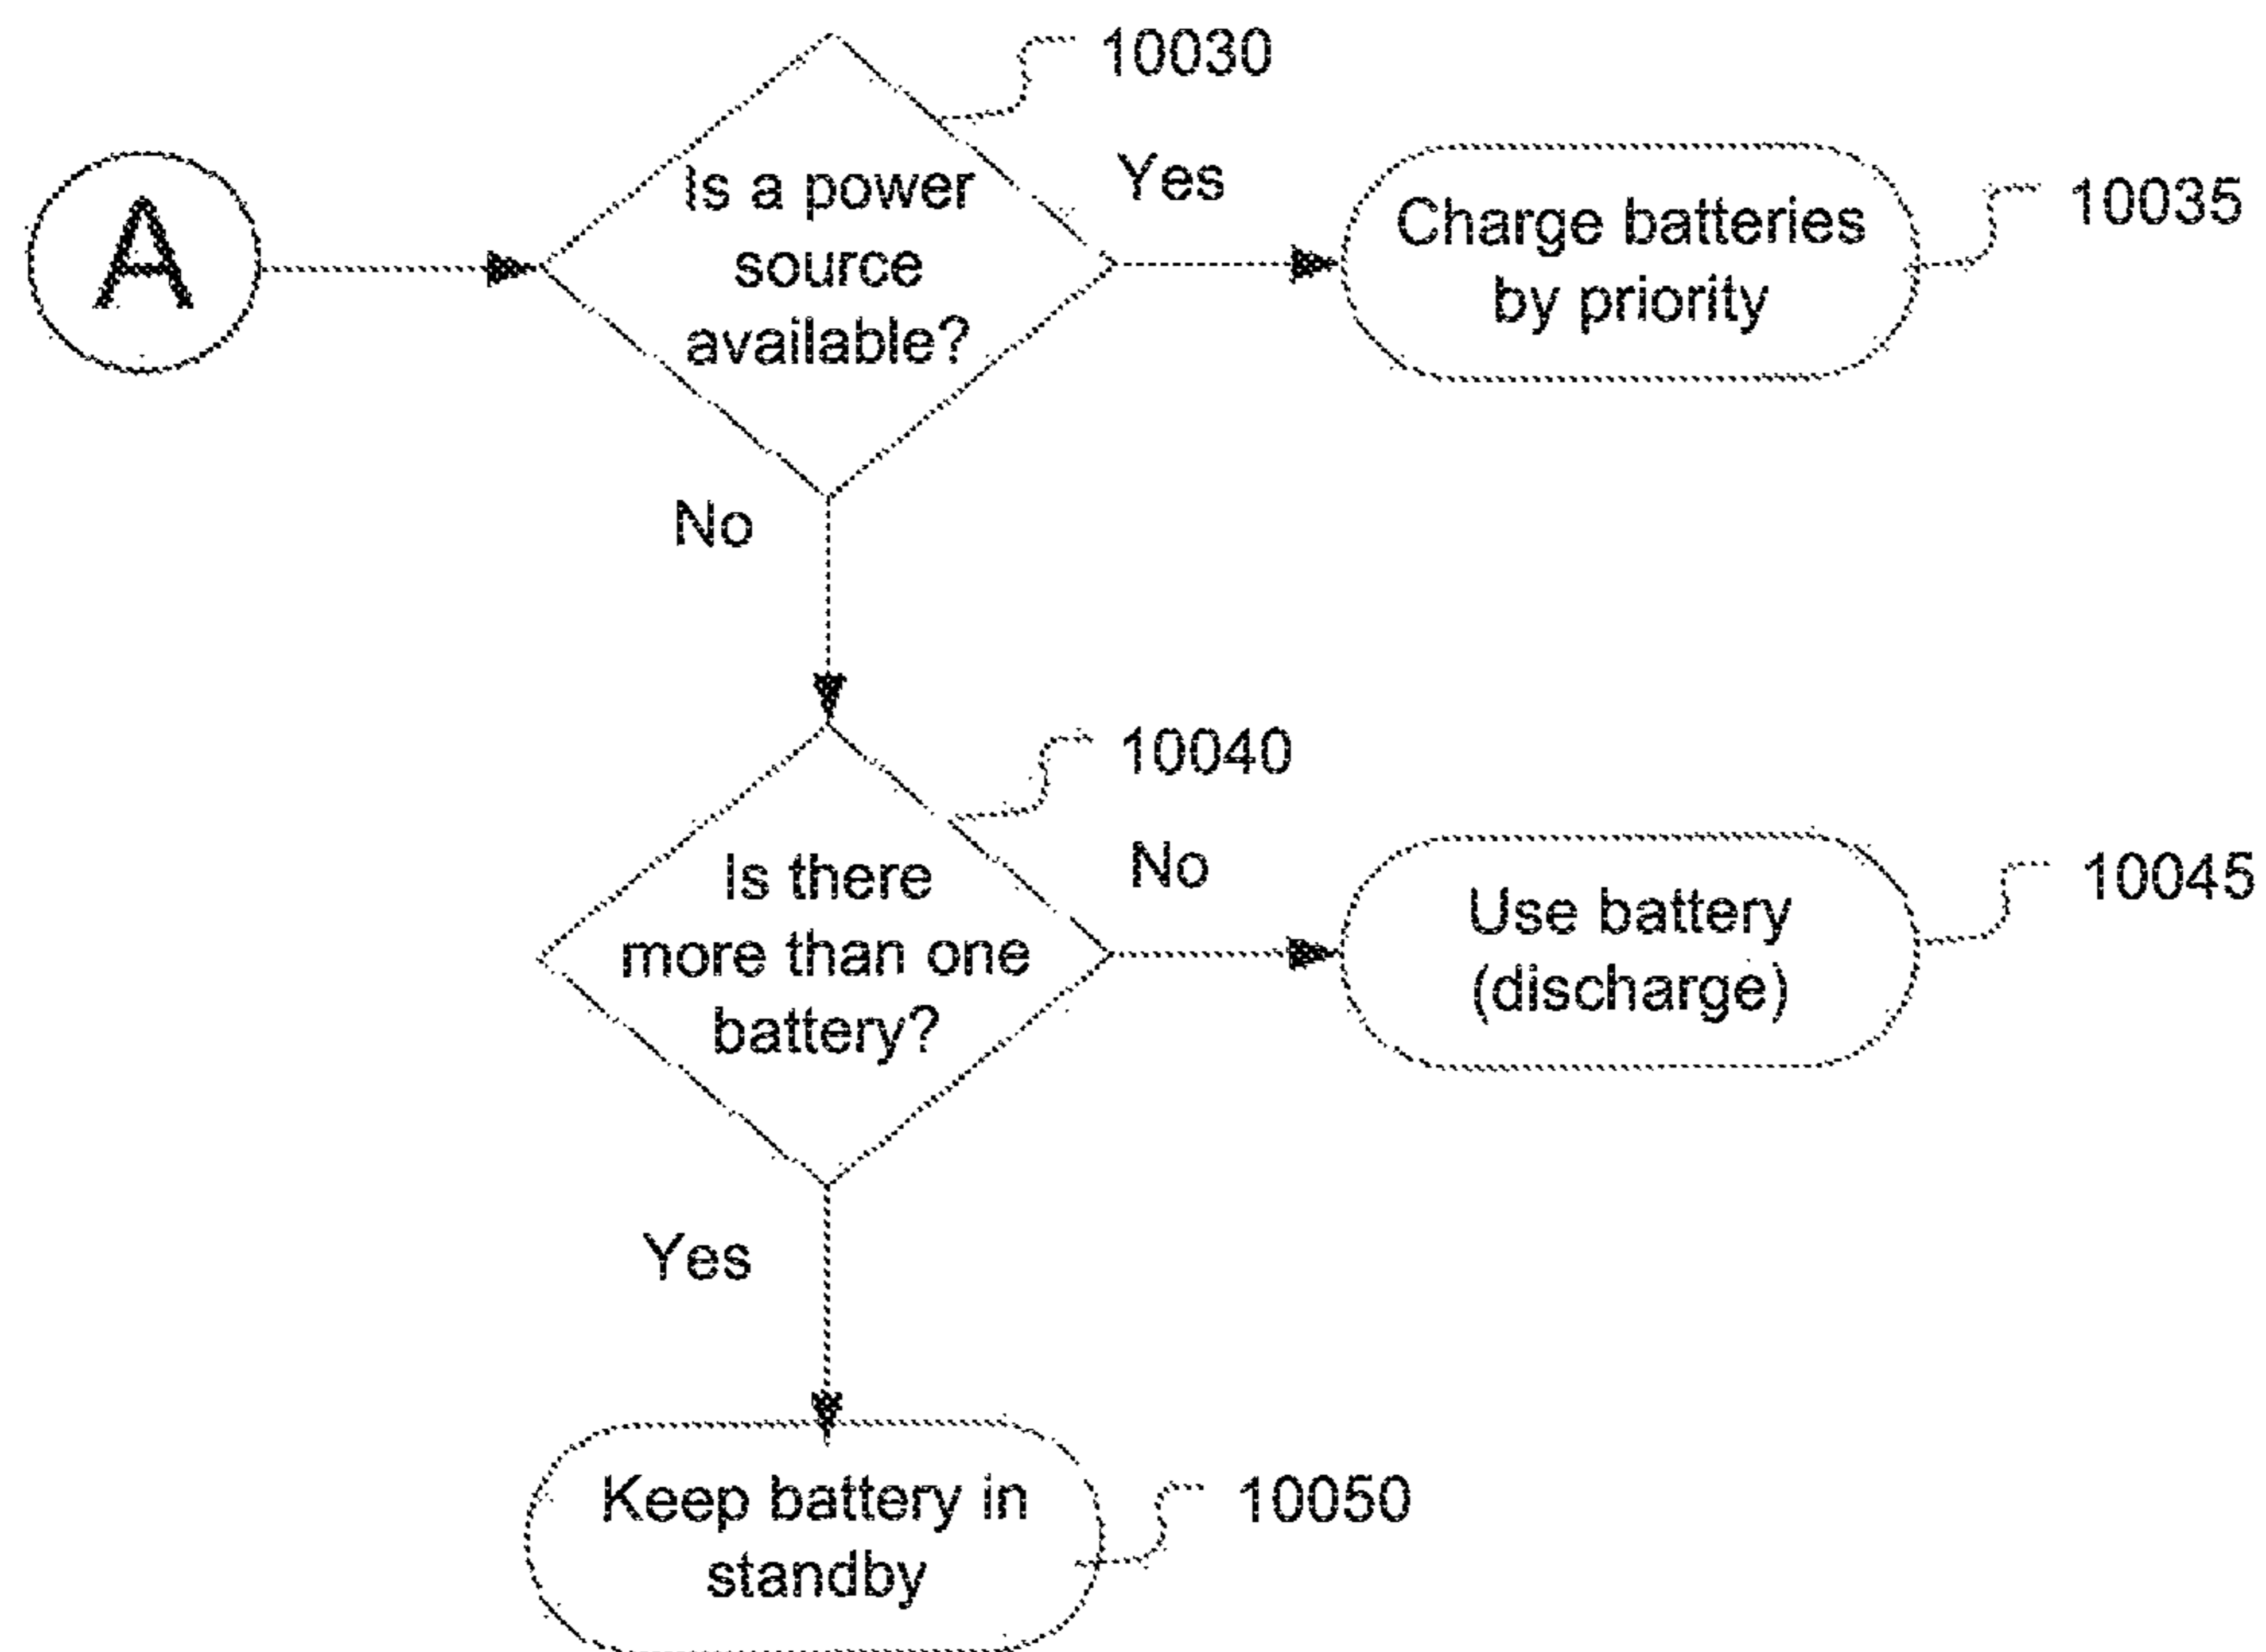 10030
A
Is a power
source
available?
Yes
Charge batteries
by priority
10035
No
10040
Is there
more than one
battery?
No
Use battery
(discharge)
10045
Yes
Keep battery in
standby
10050